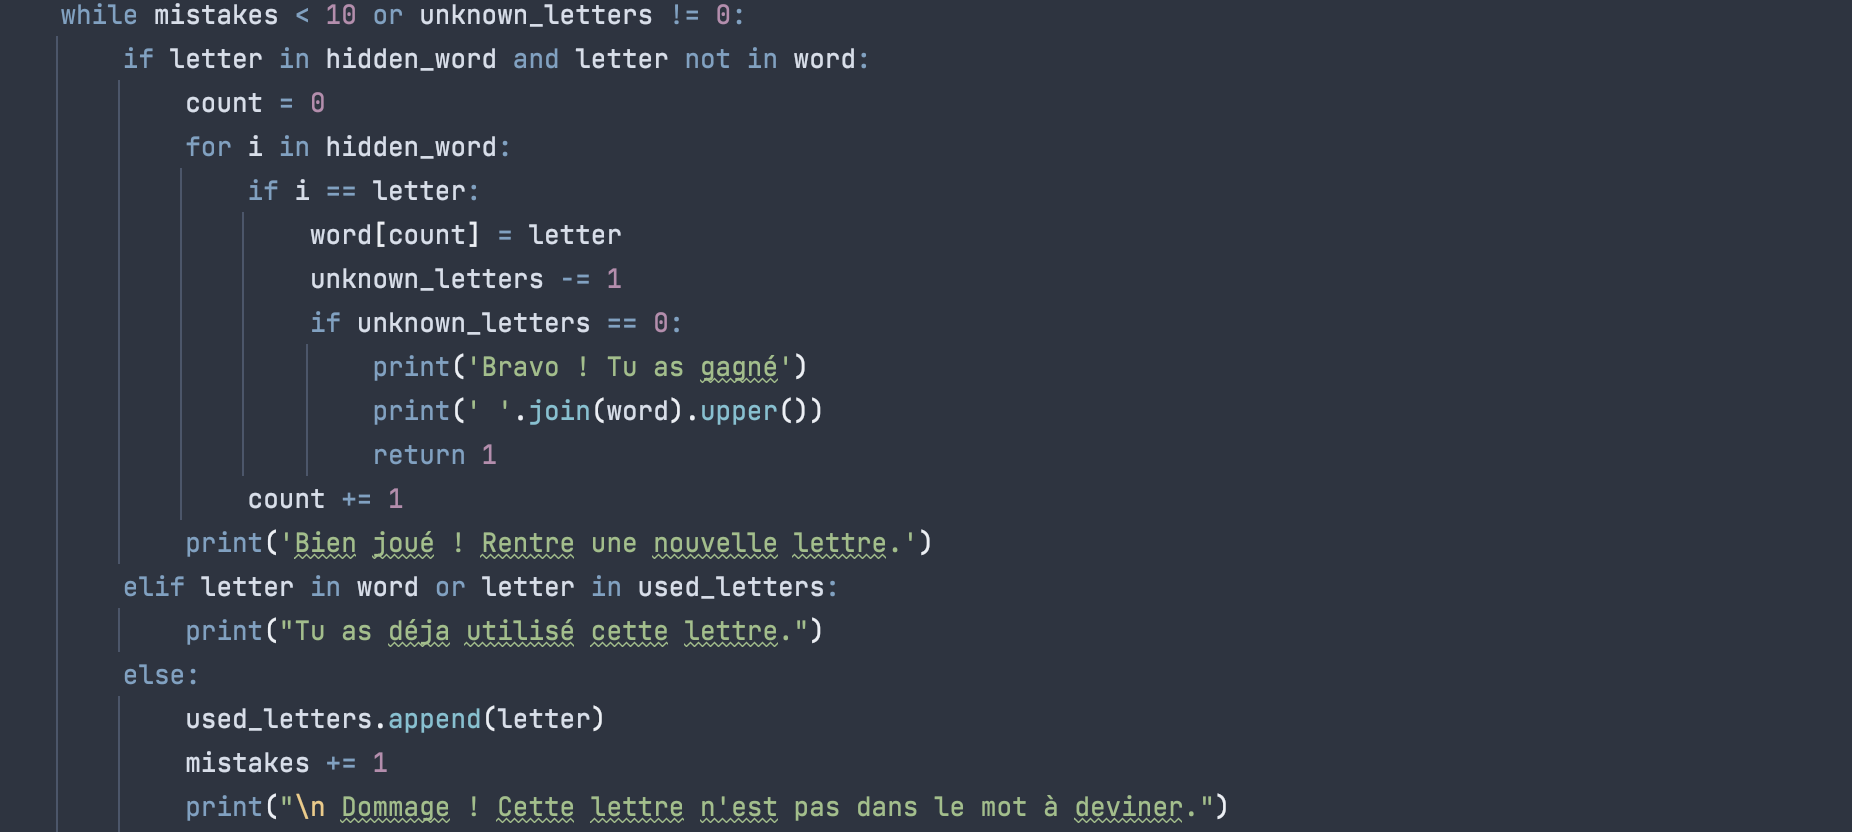 while mistakes < 10 or unknown_letters != 0:
    if letter in hidden_word and letter not in word:
        count = 0
        for i in hidden_word:
            if i == letter:
                word[count] = letter
                unknown_letters -= 1
                if unknown_letters == 0:
                    print('Bravo ! Tu as gagné')
                    print(' '.join(word).upper())
                    return 1
            count += 1
        print('Bien joué ! Rentre une nouvelle lettre.')
    elif letter in word or letter in used_letters:
        print("Tu as déja utilisé cette lettre.")
    else:
        used_letters.append(letter)
        mistakes += 1
        print("\n Dommage ! Cette lettre n'est pas dans le mot à deviner.")